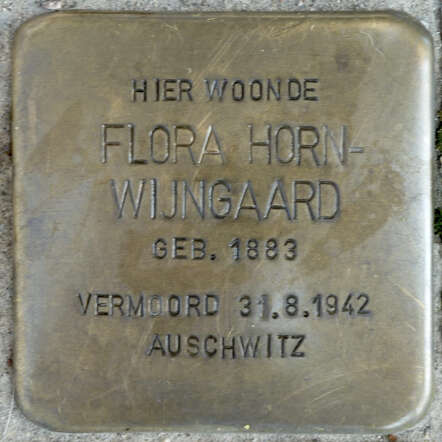 HIER WOONDE
FLORA HORN-
WIJNGAARD
GEB. 1883
VERMOORD 31.8.1942
AUSCHWITZ